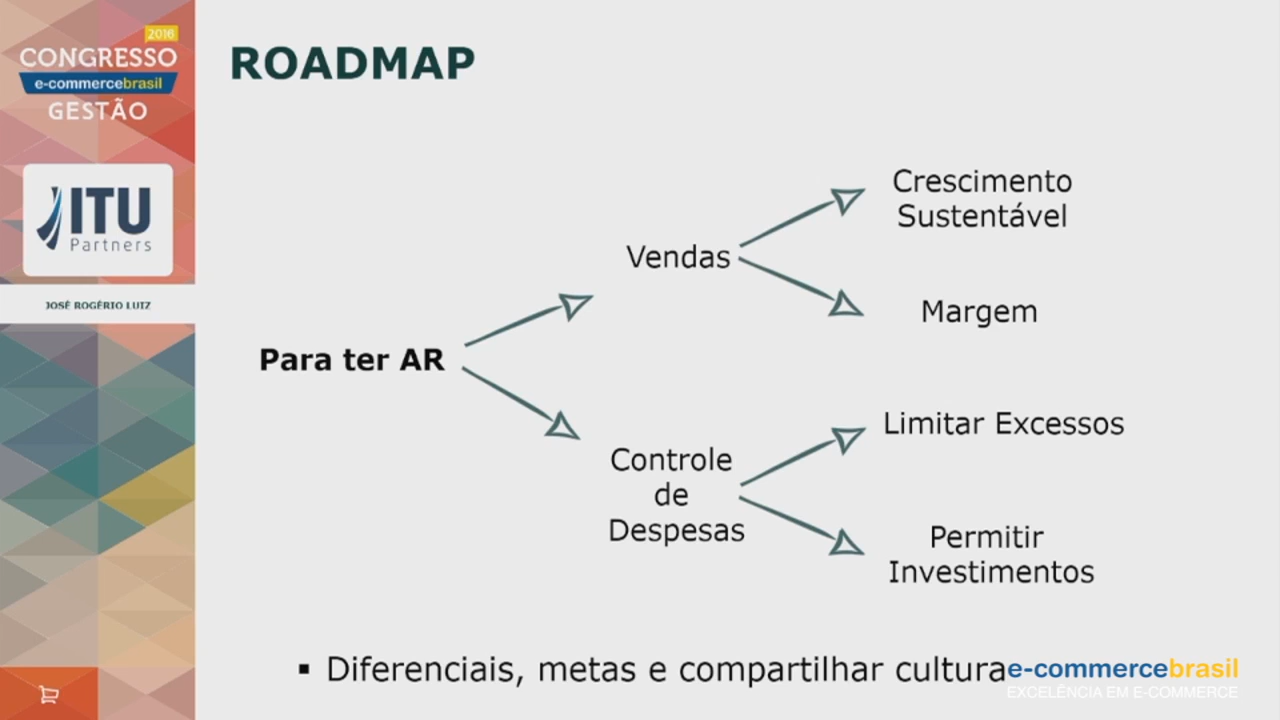 2016
CONGRESSO
e-commercebrasil
GESTÃO
ITU
Partners
JOSÉ ROGÉRIO LUIZ
ROADMAP
Para ter AR
Vendas
Crescimento
Sustentável
Margem
Controle
de
Despesas
Limitar Excessos
Permitir
Investimentos
▪ Diferenciais, metas e compartilhar cultura
e-commercebrasil
EXCELÊNCIA EM E-COMMERCE